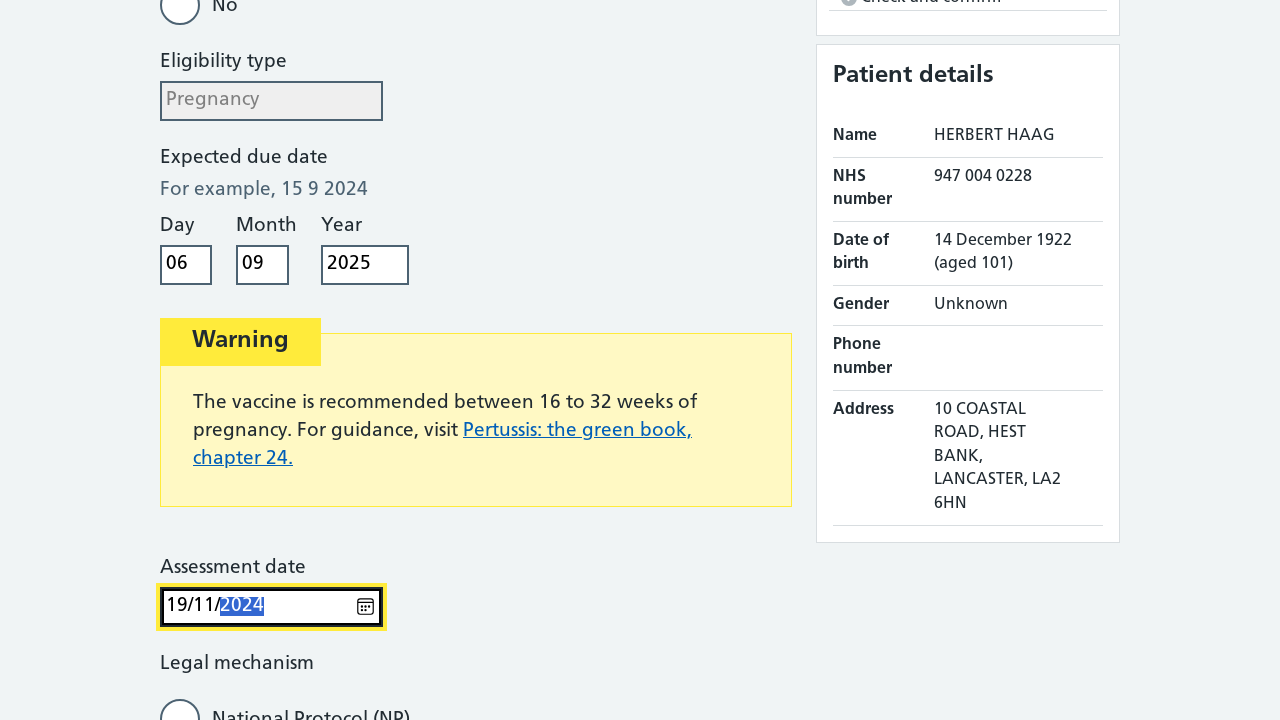 No
Check and confirm
Eligibility type
Pregnancy
Expected due date
For example, 15 9 2024
Day Month Year
06 09 2025
Warning
The vaccine is recommended between 16 to 32 weeks of
pregnancy. For guidance, visit Pertussis: the green book,
chapter 24.
Assessment date
19/11/2024
Legal mechanism
National Protocol (NP)
Patient details
Name HERBERT HAAG
NHS 947 004 0228
number
Date of 14 December 1922
birth (aged 101)
Gender Unknown
Phone
number
Address 10 COASTAL
ROAD, HEST
BANK,
LANCASTER, LA2
6HN